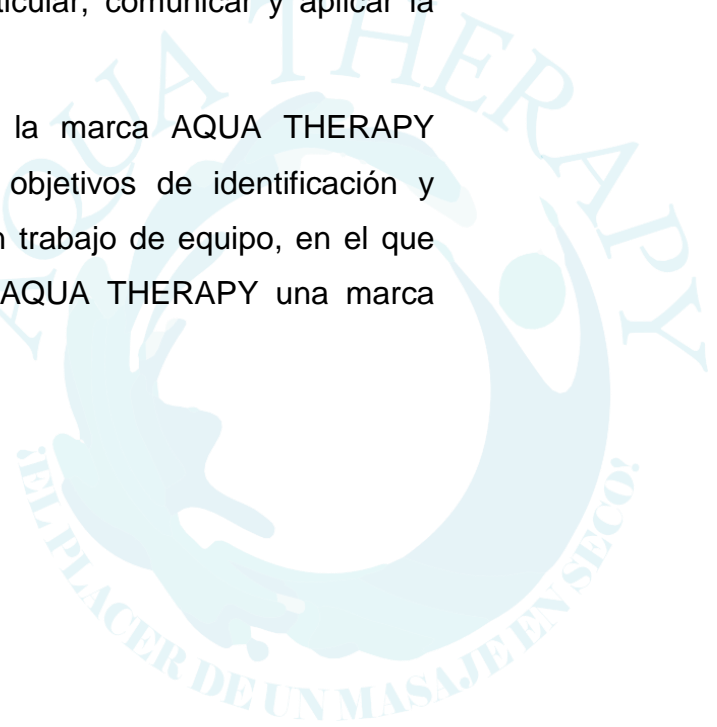 ticular, comunicar y aplicar la
la marca AQUA THERAPY
objetivos de identificación y
trabajo de equipo, en el que
AQUA THERAPY una marca
AQUA THERAPY
¡EL PLACER DE UN MASAJE EN SECO!